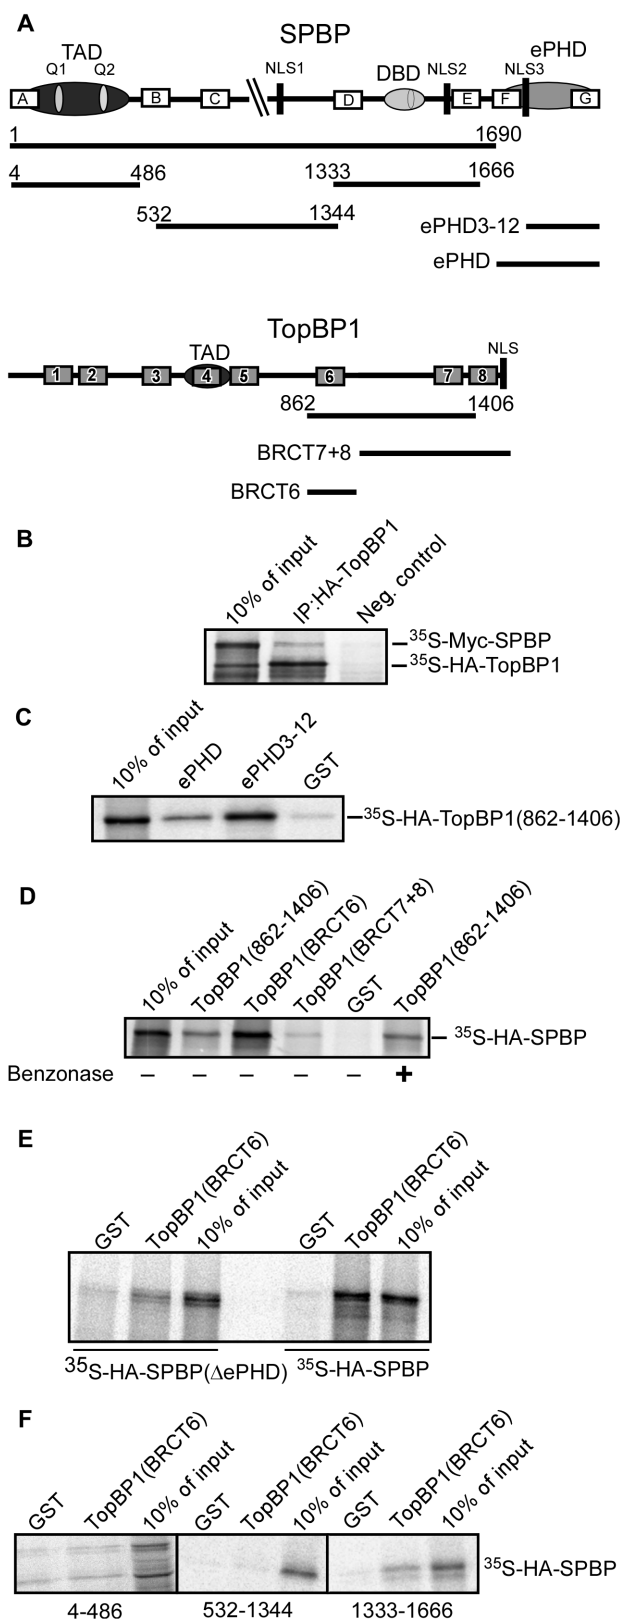 A
SPBP
TAD
ePHD
Q1 Q2
NLS1
DBD
NLS2
NLS3
A B C D E F G
1 1690
4 486 1333 1666
532 1344
ePHD3-12
ePHD
TopBP1
TAD
NLS
1 2 3 4 5 6 7 8
862 1406
BRCT7+8
BRCT6
B
10% of input
IP:HA-TopBP1
Neg. control
35S-Myc-SPBP
35S-HA-TopBP1
C
10% of input
ePHD
ePHD3-12
GST
35S-HA-TopBP1(862-1406)
D
10% of input
TopBP1(862-1406)
TopBP1(BRCT6)
TopBP1(BRCT7+8)
GST
TopBP1(862-1406)
35S-HA-SPBP
Benzonase – – – – – +
E
GST
TopBP1(BRCT6)
10% of input
GST
TopBP1(BRCT6)
10% of input
35S-HA-SPBP(ΔePHD)
35S-HA-SPBP
F
GST
TopBP1(BRCT6)
10% of input
GST
TopBP1(BRCT6)
10% of input
GST
TopBP1(BRCT6)
10% of input
35S-HA-SPBP
4-486
532-1344
1333-1666